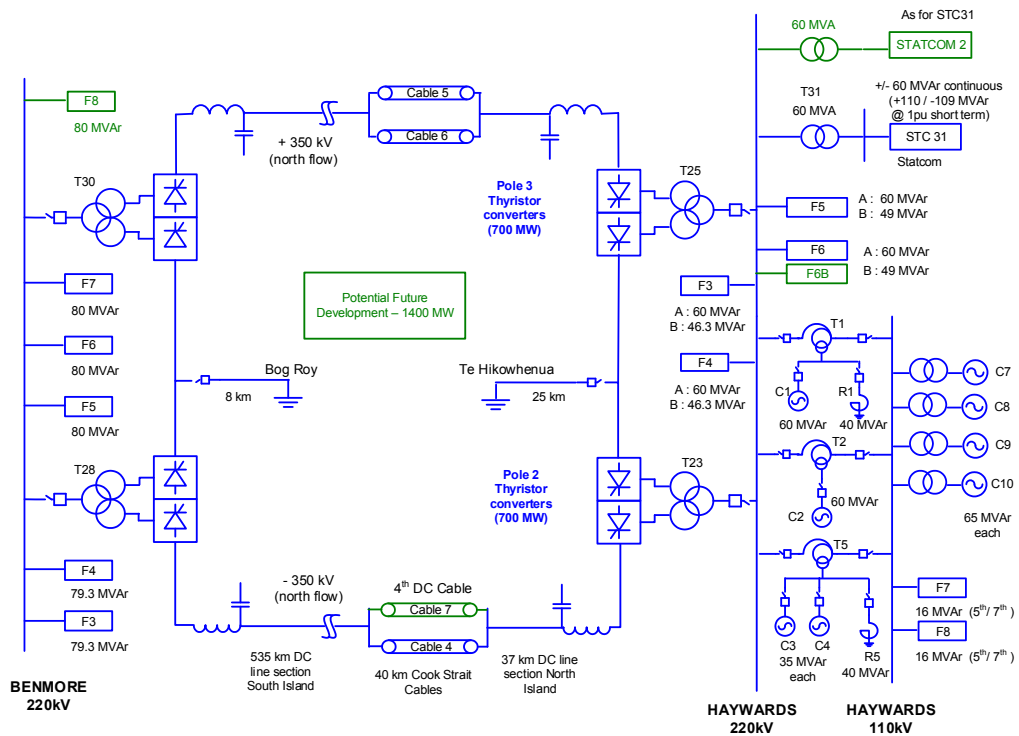 As for STC31
60 MVA
STATCOM 2
+/- 60 MVAr continuous
(+110 / -109 MVAr
@ 1pu short term)
T31
60 MVA
STC 31
Statcom
F8
80 MVAr
Cable 5
Cable 6
+ 350 kV
(north flow)
T30
Pole 3
Thyristor
converters
(700 MW)
T25
F5
A : 60 MVAr
B : 49 MVAr
F6
A : 60 MVAr
F6B
B : 49 MVAr
F7
80 MVAr
Potential Future
Development – 1400 MW
F3
A : 60 MVAr
B : 46.3 MVAr
T1
F6
80 MVAr
Bog Roy
8 km
Te Hikowhenua
25 km
F4
A : 60 MVAr
B : 46.3 MVAr
C1
60 MVAr
R1
40 MVAr
C7
C8
F5
80 MVAr
T2
C9
T28
Pole 2
Thyristor
converters
(700 MW)
T23
60 MVAr
C2
C10
65 MVAr
each
T5
F4
79.3 MVAr
- 350 kV
(north flow)
4th DC Cable
Cable 7
Cable 4
F7
16 MVAr (5th/ 7th )
F3
79.3 MVAr
C3
C4
35 MVAr
each
R5
40 MVAr
F8
16 MVAr (5th/ 7th )
535 km DC
line section
South Island
40 km Cook Strait
Cables
37 km DC line
section North
Island
BENMORE
220kV
HAYWARDS
220kV
HAYWARDS
110kV